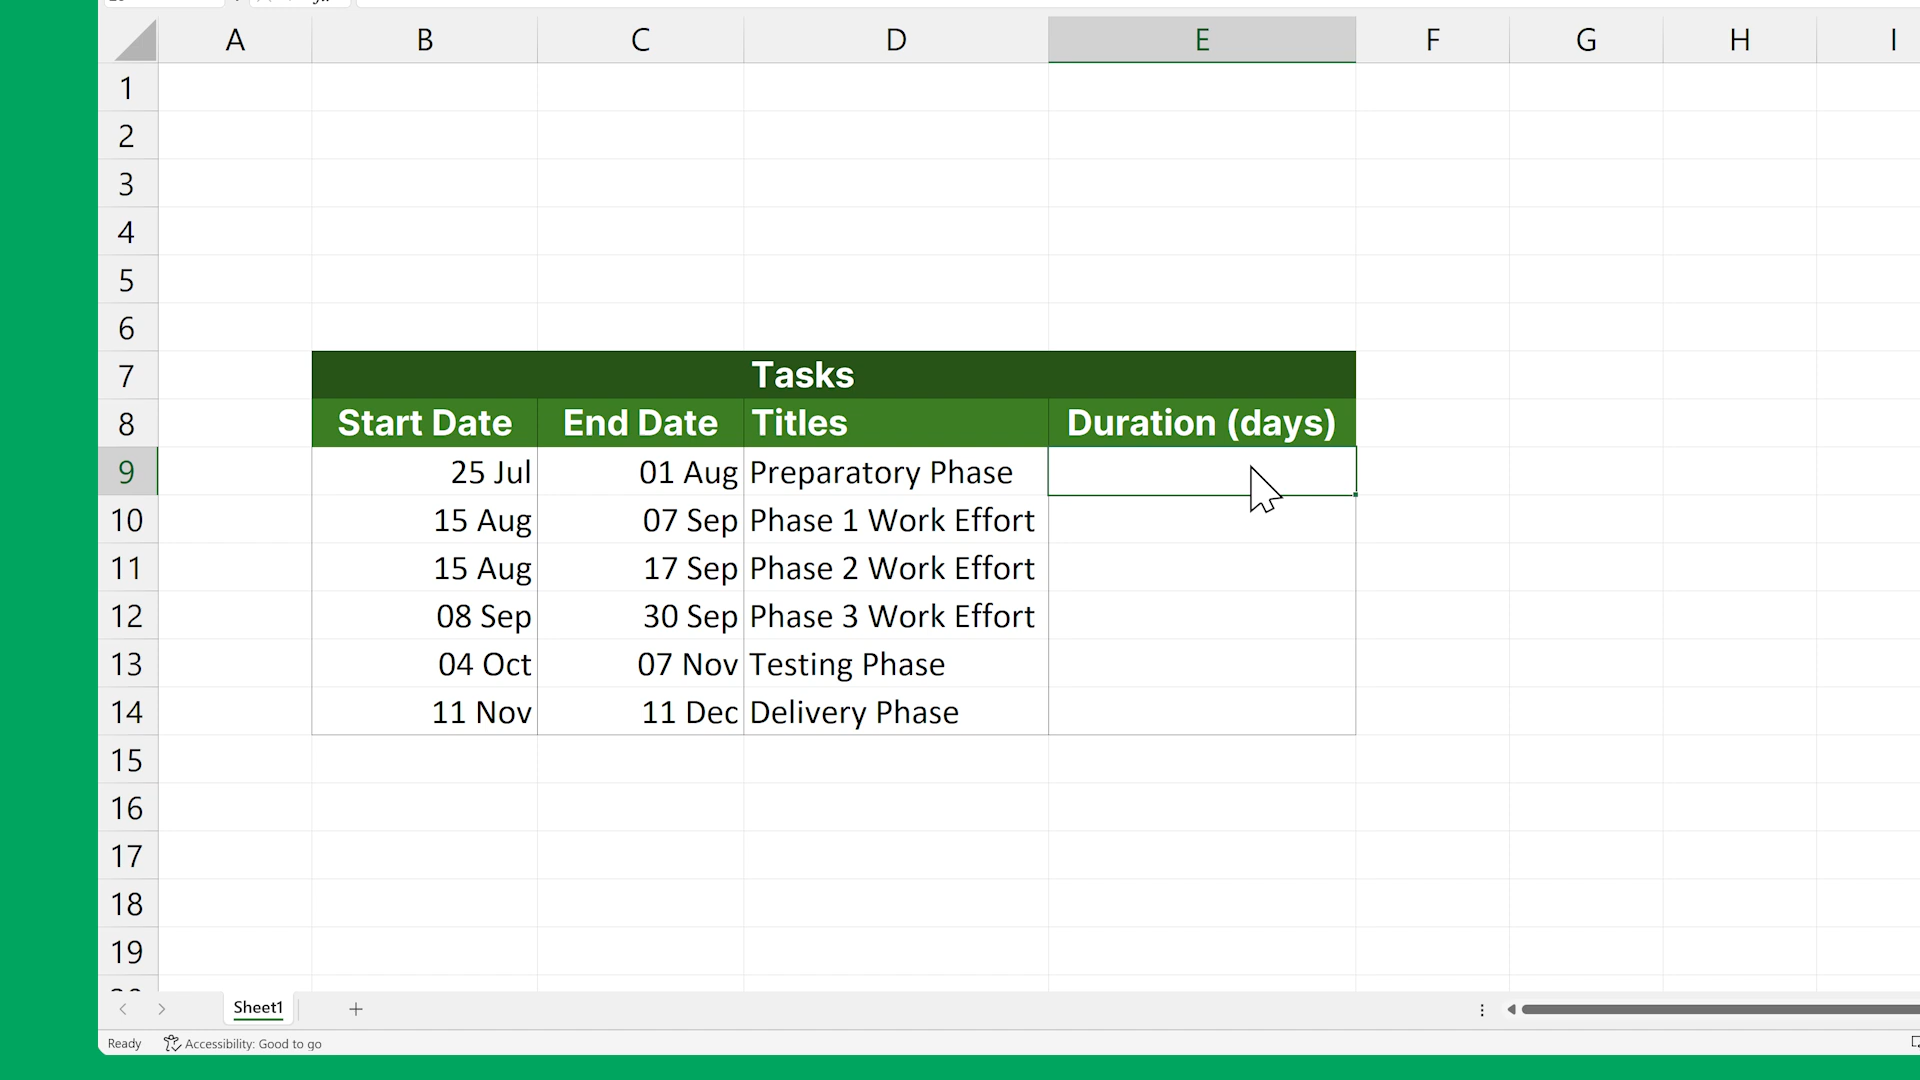 A B C D E F G H I
1
2
3
4
5
6
7 Tasks
8 Start Date End Date Titles Duration (days)
9 25 Jul 01 Aug Preparatory Phase
10 15 Aug 07 Sep Phase 1 Work Effort
11 15 Aug 17 Sep Phase 2 Work Effort
12 08 Sep 30 Sep Phase 3 Work Effort
13 04 Oct 07 Nov Testing Phase
14 11 Nov 11 Dec Delivery Phase
15
16
17
18
19
Sheet1
Ready Accessibility: Good to go